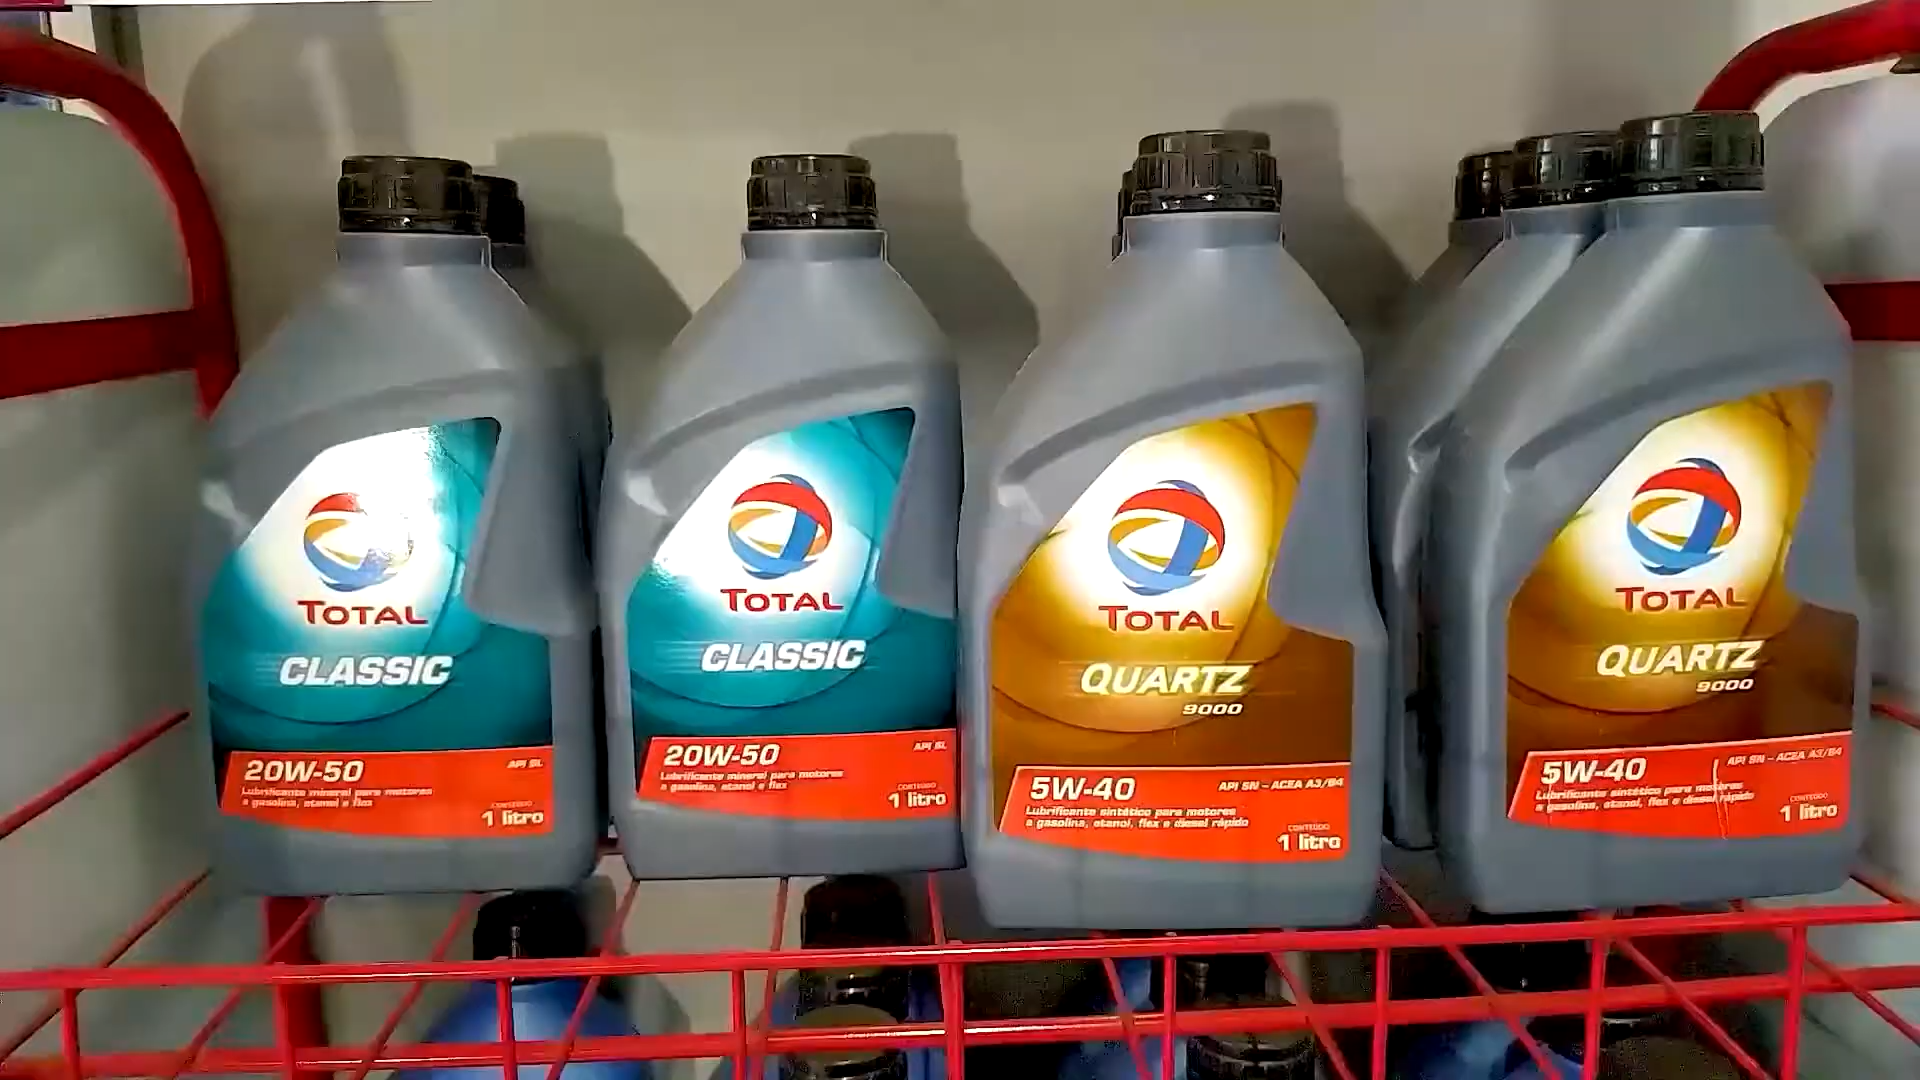 TOTAL
CLASSIC
20W-50
API SL
Lubrificante mineral para motores
a gasolina, etanol e flex
CONTEÚDO
1 litro
TOTAL
CLASSIC
20W-50
API SL
Lubrificante mineral para motores
a gasolina, etanol e flex
CONTEÚDO
1 litro
TOTAL
QUARTZ
9000
5W-40
API SN - ACEA A3/B4
Lubrificante sintético para motores
a gasolina, etanol, flex e diesel rápido
CONTEÚDO
1 litro
TOTAL
QUARTZ
9000
5W-40
API SN - ACEA A3/B4
Lubrificante sintético para motores
a gasolina, etanol, flex e diesel rápido
CONTEÚDO
1 litro